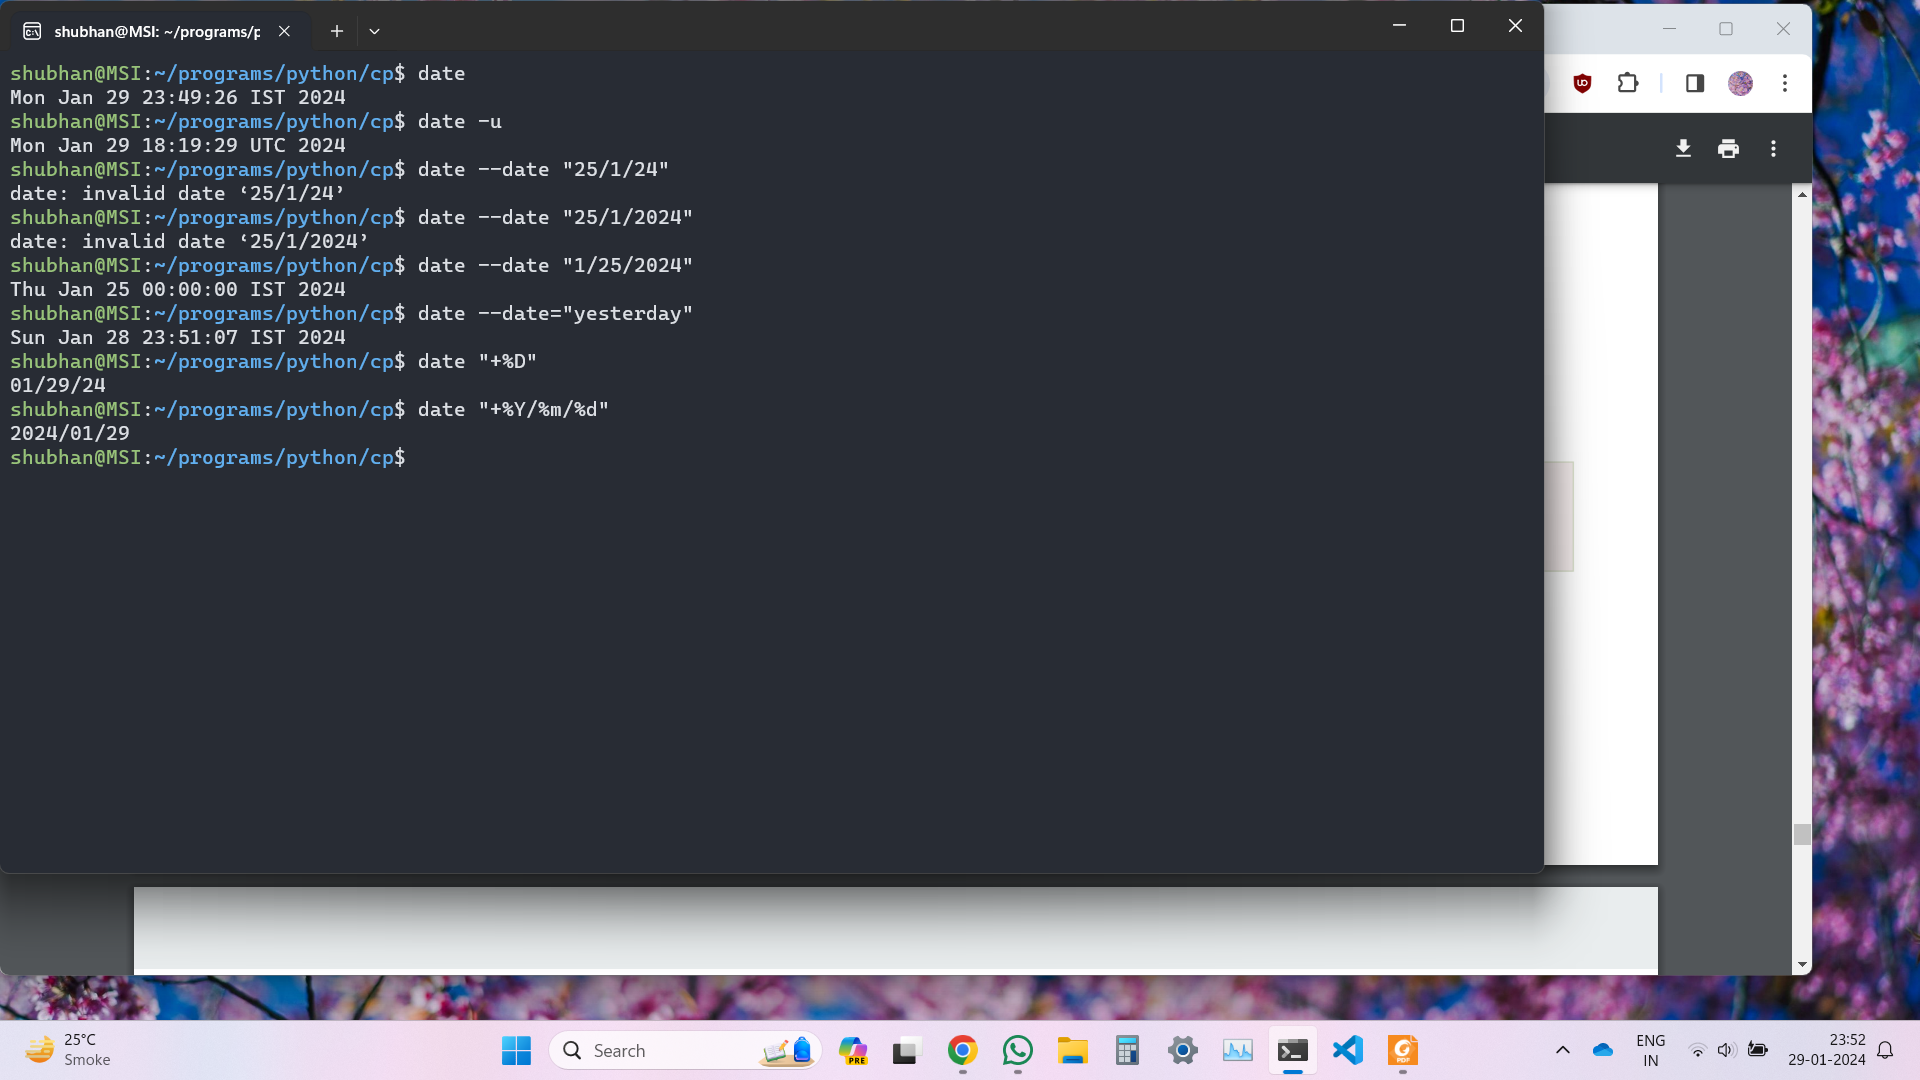 shubhan@MSI: ~/programs/p
shubhan@MSI:~/programs/python/cp$ date
Mon Jan 29 23:49:26 IST 2024
shubhan@MSI:~/programs/python/cp$ date -u
Mon Jan 29 18:19:29 UTC 2024
shubhan@MSI:~/programs/python/cp$ date --date "25/1/24"
date: invalid date ‘25/1/24’
shubhan@MSI:~/programs/python/cp$ date --date "25/1/2024"
date: invalid date ‘25/1/2024’
shubhan@MSI:~/programs/python/cp$ date --date "1/25/2024"
Thu Jan 25 00:00:00 IST 2024
shubhan@MSI:~/programs/python/cp$ date --date="yesterday"
Sun Jan 28 23:51:07 IST 2024
shubhan@MSI:~/programs/python/cp$ date "+%D"
01/29/24
shubhan@MSI:~/programs/python/cp$ date "+%Y/%m/%d"
2024/01/29
shubhan@MSI:~/programs/python/cp$
25°C
Smoke
Search
PRE
PDF
ENG
IN
23:52
29-01-2024